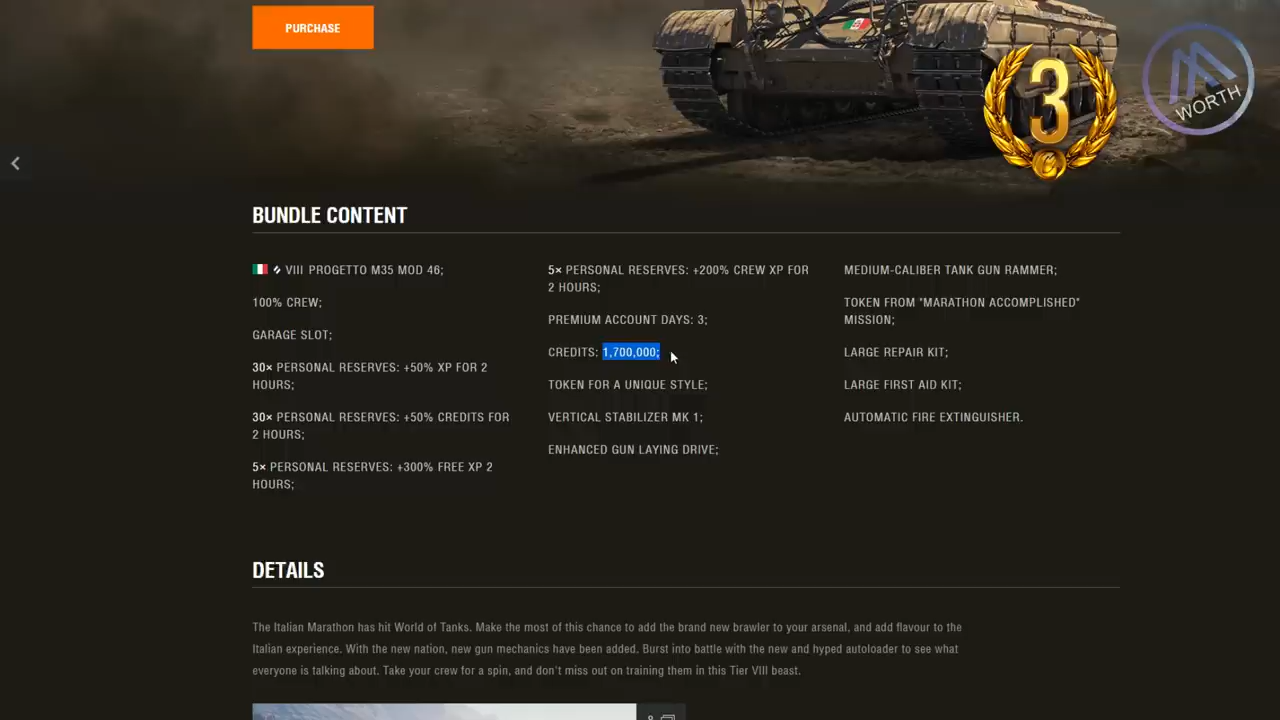 PURCHASE
3
WORTH
BUNDLE CONTENT
VIII PROGETTO M35 MOD 46;
100% CREW;
GARAGE SLOT;
30× PERSONAL RESERVES: +50% XP FOR 2
HOURS;
30× PERSONAL RESERVES: +50% CREDITS FOR
2 HOURS;
5× PERSONAL RESERVES: +300% FREE XP 2
HOURS;
5× PERSONAL RESERVES: +200% CREW XP FOR
2 HOURS;
PREMIUM ACCOUNT DAYS: 3;
CREDITS: 1,700,000;
TOKEN FOR A UNIQUE STYLE;
VERTICAL STABILIZER MK 1;
ENHANCED GUN LAYING DRIVE;
MEDIUM-CALIBER TANK GUN RAMMER;
TOKEN FROM "MARATHON ACCOMPLISHED"
MISSION;
LARGE REPAIR KIT;
LARGE FIRST AID KIT;
AUTOMATIC FIRE EXTINGUISHER.
DETAILS
The Italian Marathon has hit World of Tanks. Make the most of this chance to add the brand new brawler to your arsenal, and add flavour to the
Italian experience. With the new nation, new gun mechanics have been added. Burst into battle with the new and hyped autoloader to see what
everyone is talking about. Take your crew for a spin, and don't miss out on training them in this Tier VIII beast.